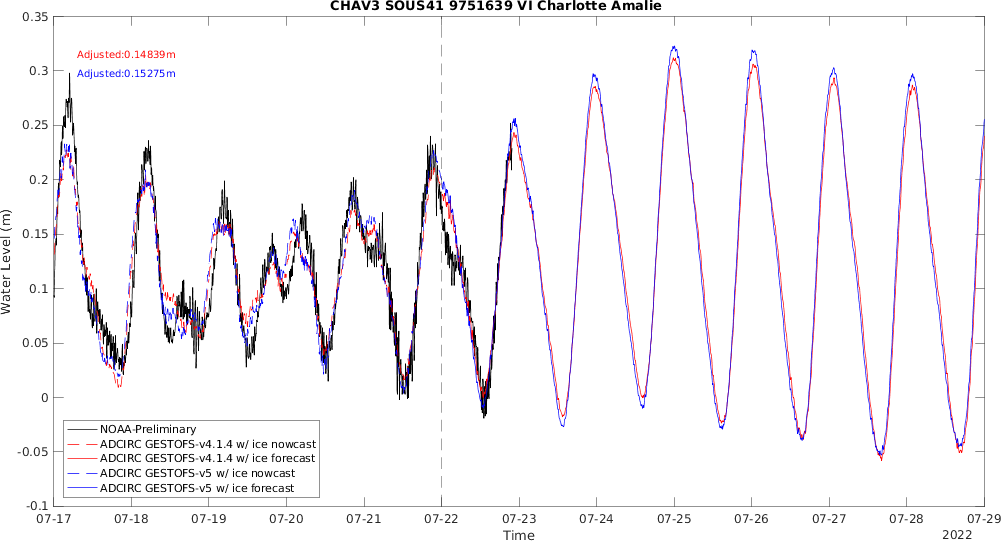 CHAV3 SOUS41 9751639 VI Charlotte Amalie
0.35
0.3
0.25
0.2
0.15
0.1
0.05
0
-0.05
-0.1
Water Level (m)
Adjusted:0.14839m
Adjusted:0.15275m
NOAA-Preliminary
ADCIRC GESTOFS-v4.1.4 w/ ice nowcast
ADCIRC GESTOFS-v4.1.4 w/ ice forecast
ADCIRC GESTOFS-v5 w/ ice nowcast
ADCIRC GESTOFS-v5 w/ ice forecast
07-17 07-18 07-19 07-20 07-21 07-22 07-23 07-24 07-25 07-26 07-27 07-28 07-29
Time
2022